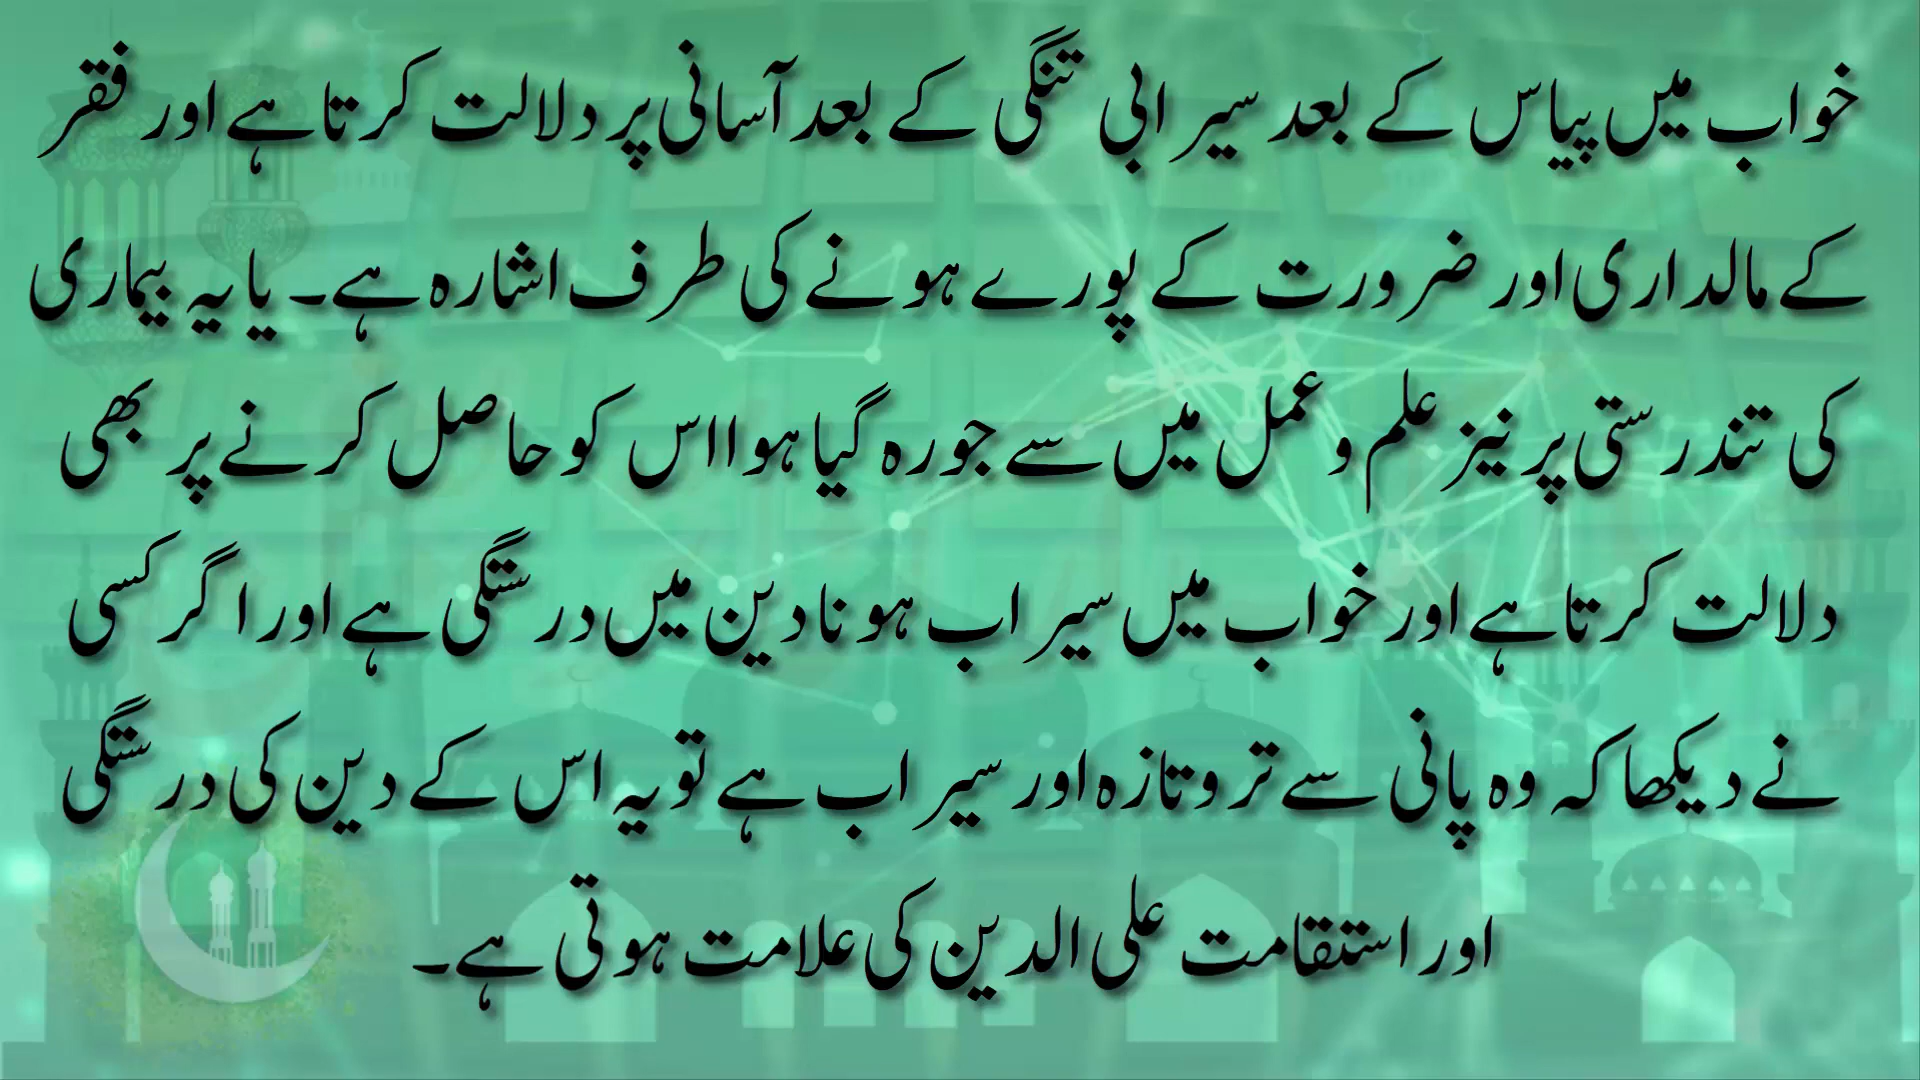 خواب میں پیاس کے بعد سیرابی تنگی کے بعد آسانی پر دلالت کرتا ہے اور فقر
کے مالداری اور ضرورت کے پورے ہونے کی طرف اشارہ ہے۔ یا یہ بیماری
کی تندرستی پر نیز علم و عمل میں سے جو رہ گیا ہوا اس کو حاصل کرنے پر بھی
دلالت کرتا ہے اور خواب میں سیراب ہونا دین میں درستگی ہے اور اگر کسی
نے دیکھا کہ وہ پانی سے تر و تازہ اور سیراب ہے تو یہ اس کے دین کی درستگی
اور استقامت علی الدین کی علامت ہوتی ہے۔